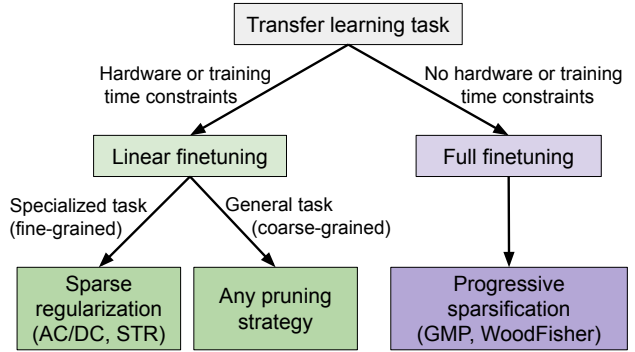 Transfer learning task
Hardware or training
time constraints
No hardware or training
time constraints
Linear finetuning
Full finetuning
Specialized task
(fine-grained)
General task
(coarse-grained)
Sparse
regularization
(AC/DC, STR)
Any pruning
strategy
Progressive
sparsification
(GMP, WoodFisher)